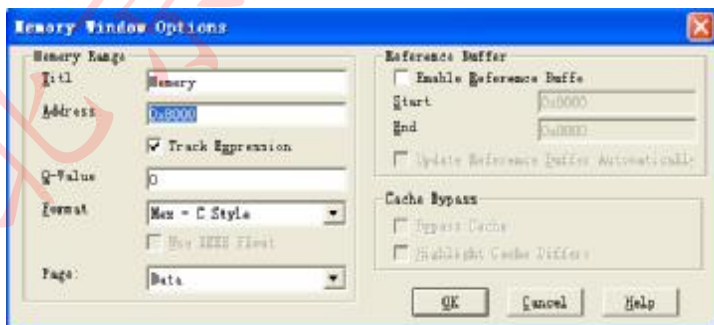 Memory Window Options
Memory Range
Titl
Memory
Address
0x8000
Track Expression
Q-Value
0
Format
Hex - C Style
Use IEEE Float
Page:
Data
Reference Buffer
Enable Reference Buffe
Start
0x0000
End
0x0000
Update Reference Buffer Automaticall
Cache Bypass
Bypass Cache
Highlight Cache Differs
OK
Cancel
Help